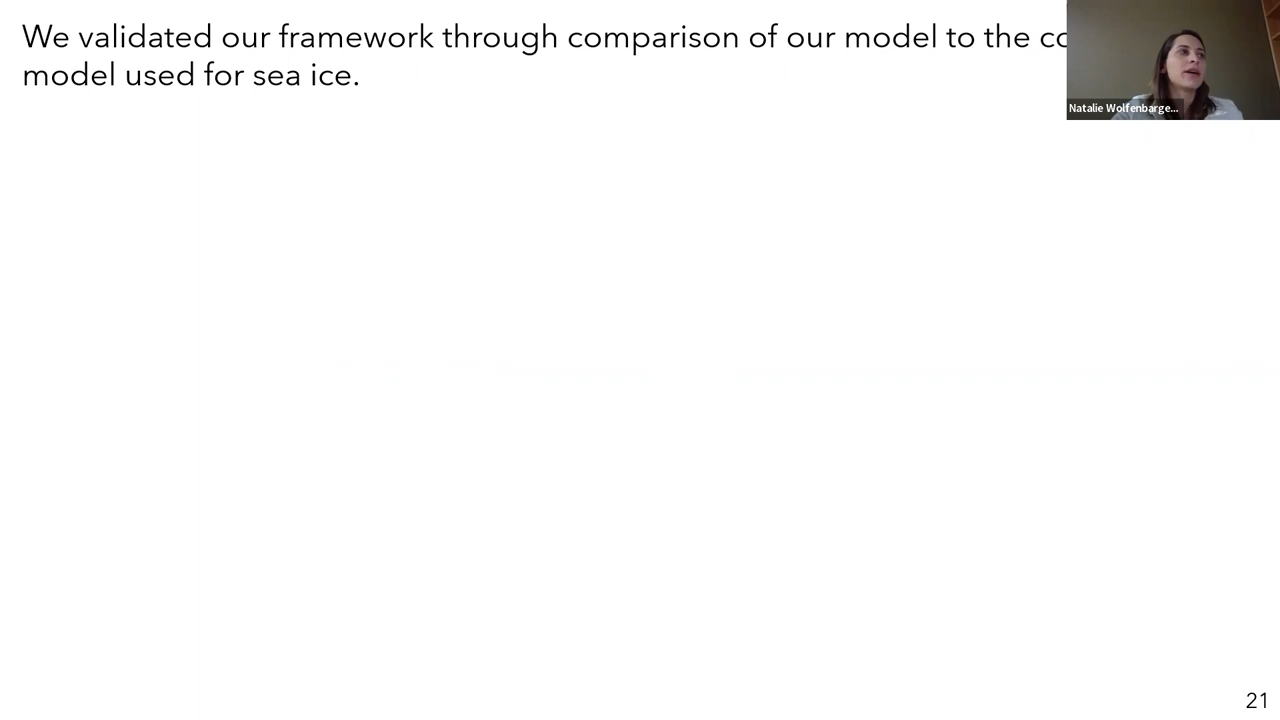 We validated our framework through comparison of our model to the
model used for sea ice.
Natalie Wolfenbarge...
21